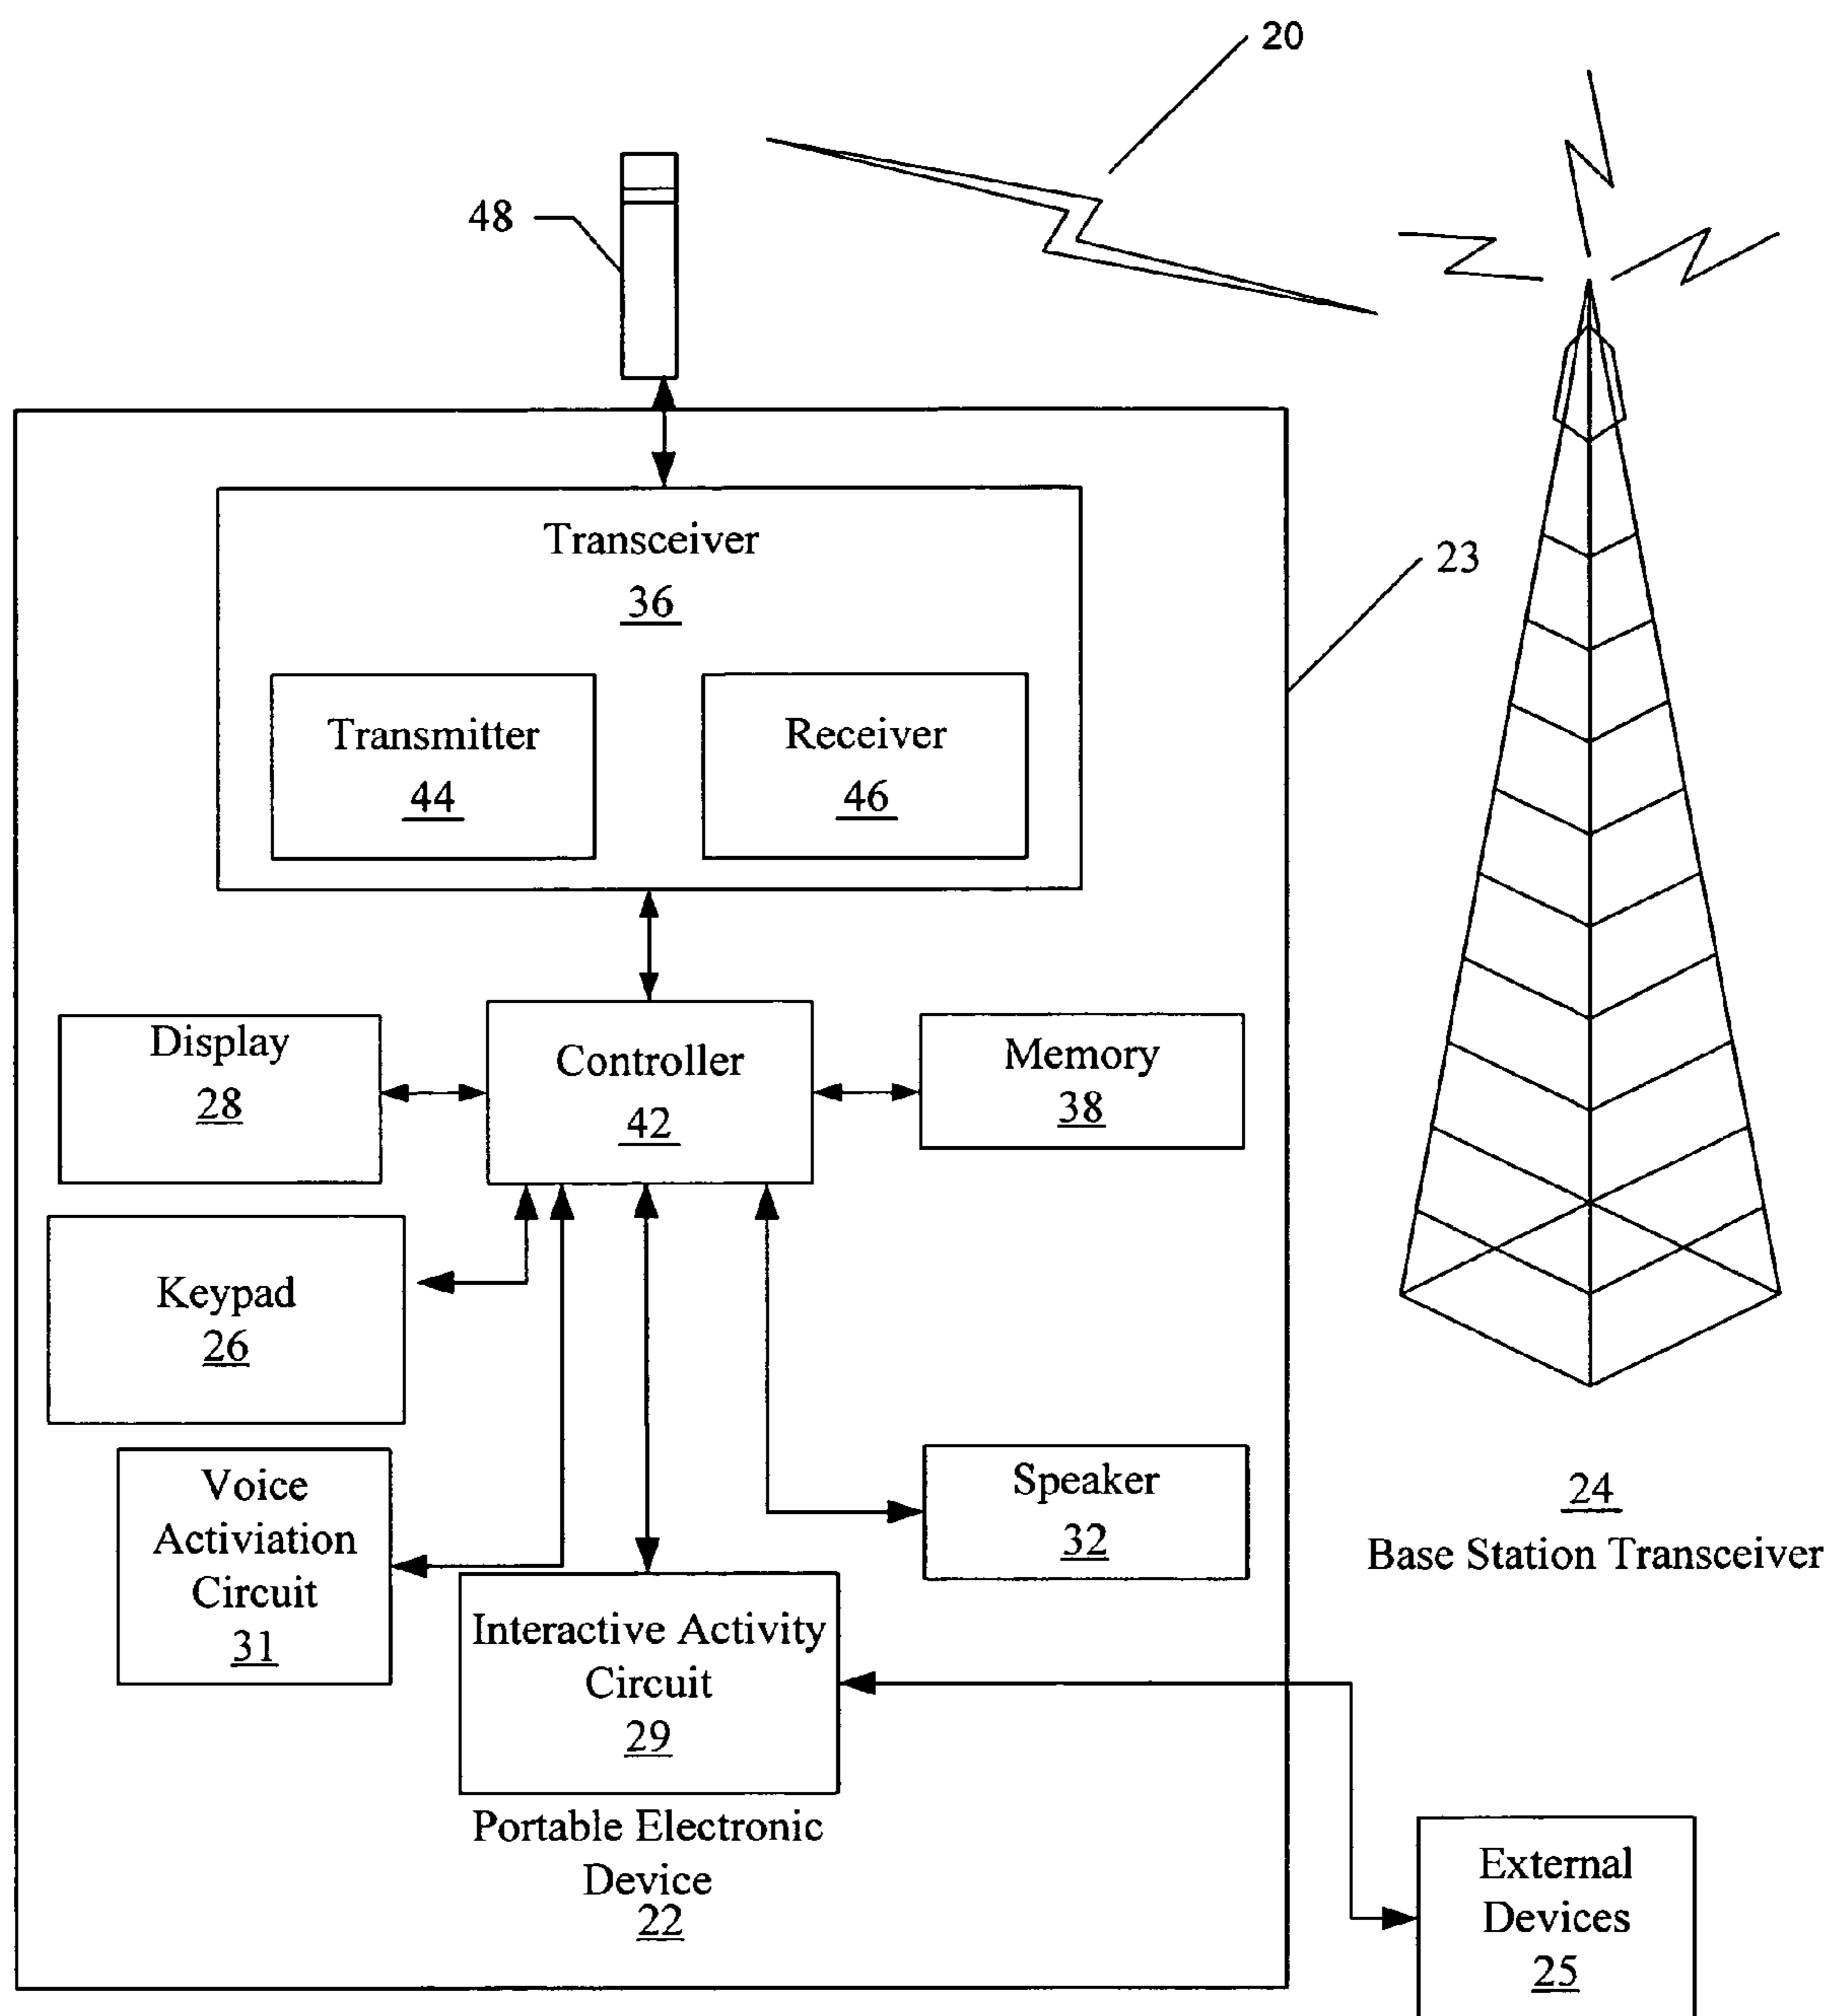 20
48
Transceiver
36
23
Transmitter
44
Receiver
46
Display
28
Controller
42
Memory
38
Keypad
26
Voice
Activiation
Circuit
31
Speaker
32
24
Base Station Transceiver
Interactive Activity
Circuit
29
Portable Electronic
Device
22
External
Devices
25